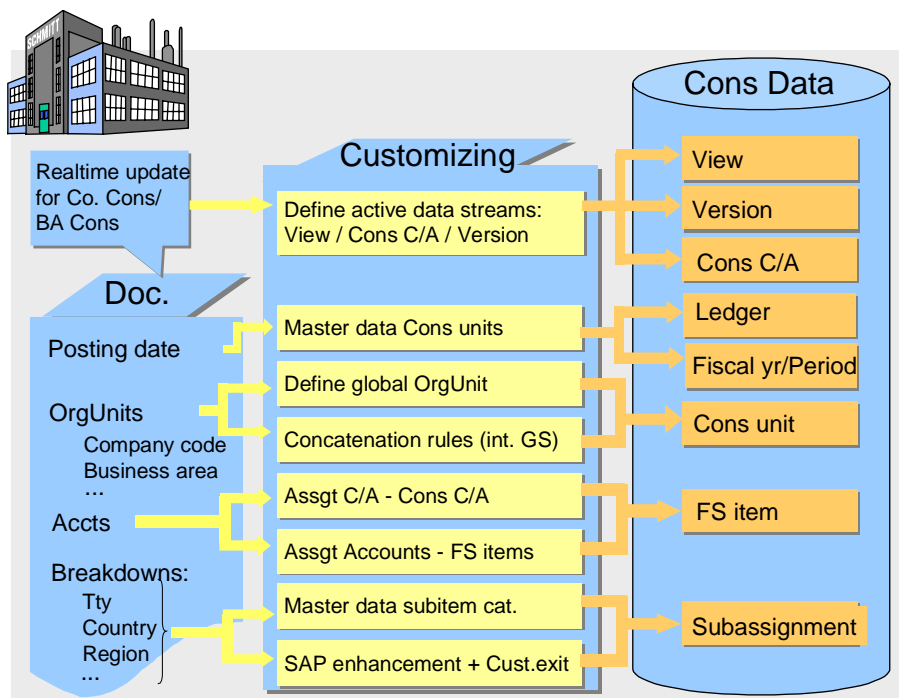 SCHMITT
Cons Data
Customizing
Realtime update
for Co. Cons/
BA Cons
Define active data streams:
View / Cons C/A / Version
View
Version
Cons C/A
Doc.
Posting date
Master data Cons units
Ledger
Fiscal yr/Period
OrgUnits
Company code
Business area
...
Define global OrgUnit
Concatenation rules (int. GS)
Cons unit
Accts
Assgt C/A - Cons C/A
Assgt Accounts - FS items
FS item
Breakdowns:
Tty
Country
Region
...
Master data subitem cat.
SAP enhancement + Cust.exit
Subassignment